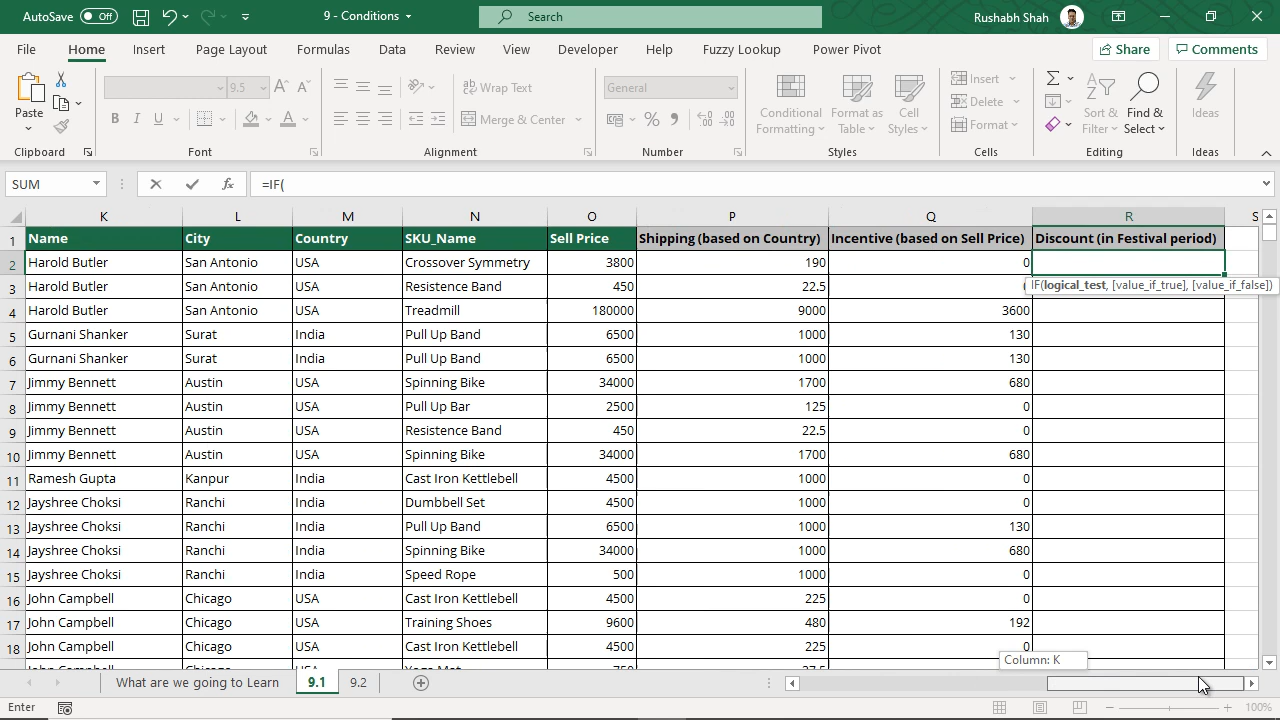 AutoSave Off 9 - Conditions Search Rushabh Shah
File Home Insert Page Layout Formulas Data Review View Developer Help Fuzzy Lookup Power Pivot Share Comments
Paste 9.5 Wrap Text General Conditional Formatting Format as Table Cell Styles Insert Sort & Filter Find & Select Ideas
B I U Merge & Center Delete
Format
Clipboard Font Alignment Number Styles Cells Editing Ideas
SUM =IF(
K L M N O P Q R S
1 Name City Country SKU_Name Sell Price Shipping (based on Country) Incentive (based on Sell Price) Discount (in Festival period)
2 Harold Butler San Antonio USA Crossover Symmetry 3800 190 0
3 Harold Butler San Antonio USA Resistence Band 450 22.5 IF(logical_test, [value_if_true], [value_if_false])
4 Harold Butler San Antonio USA Treadmill 180000 9000 3600
5 Gurnani Shanker Surat India Pull Up Band 6500 1000 130
6 Gurnani Shanker Surat India Pull Up Band 6500 1000 130
7 Jimmy Bennett Austin USA Spinning Bike 34000 1700 680
8 Jimmy Bennett Austin USA Pull Up Bar 2500 125 0
9 Jimmy Bennett Austin USA Resistence Band 450 22.5 0
10 Jimmy Bennett Austin USA Spinning Bike 34000 1700 680
11 Ramesh Gupta Kanpur India Cast Iron Kettlebell 4500 1000 0
12 Jayshree Choksi Ranchi India Dumbbell Set 4500 1000 0
13 Jayshree Choksi Ranchi India Pull Up Band 6500 1000 130
14 Jayshree Choksi Ranchi India Spinning Bike 34000 1000 680
15 Jayshree Choksi Ranchi India Speed Rope 500 1000 0
16 John Campbell Chicago USA Cast Iron Kettlebell 4500 225 0
17 John Campbell Chicago USA Training Shoes 9600 480 192
18 John Campbell Chicago USA Cast Iron Kettlebell 4500 225 0
Column: K
What are we going to Learn 9.1 9.2
Enter 100%